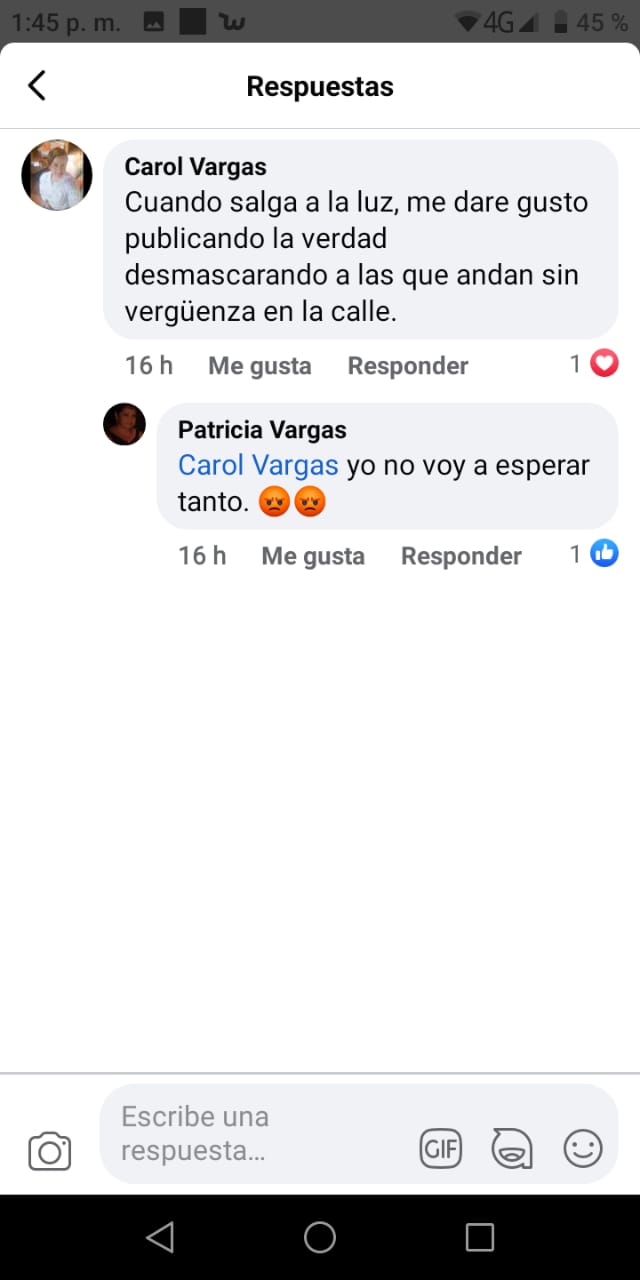 1:45 p. m. 4G 45 %
Respuestas
Carol Vargas
Cuando salga a la luz, me dare gusto
publicando la verdad
desmascarando a las que andan sin
vergüenza en la calle.
16 h Me gusta Responder 1
Patricia Vargas
Carol Vargas yo no voy a esperar
tanto. 😡😡
16 h Me gusta Responder 1
Escribe una
respuesta...
GIF